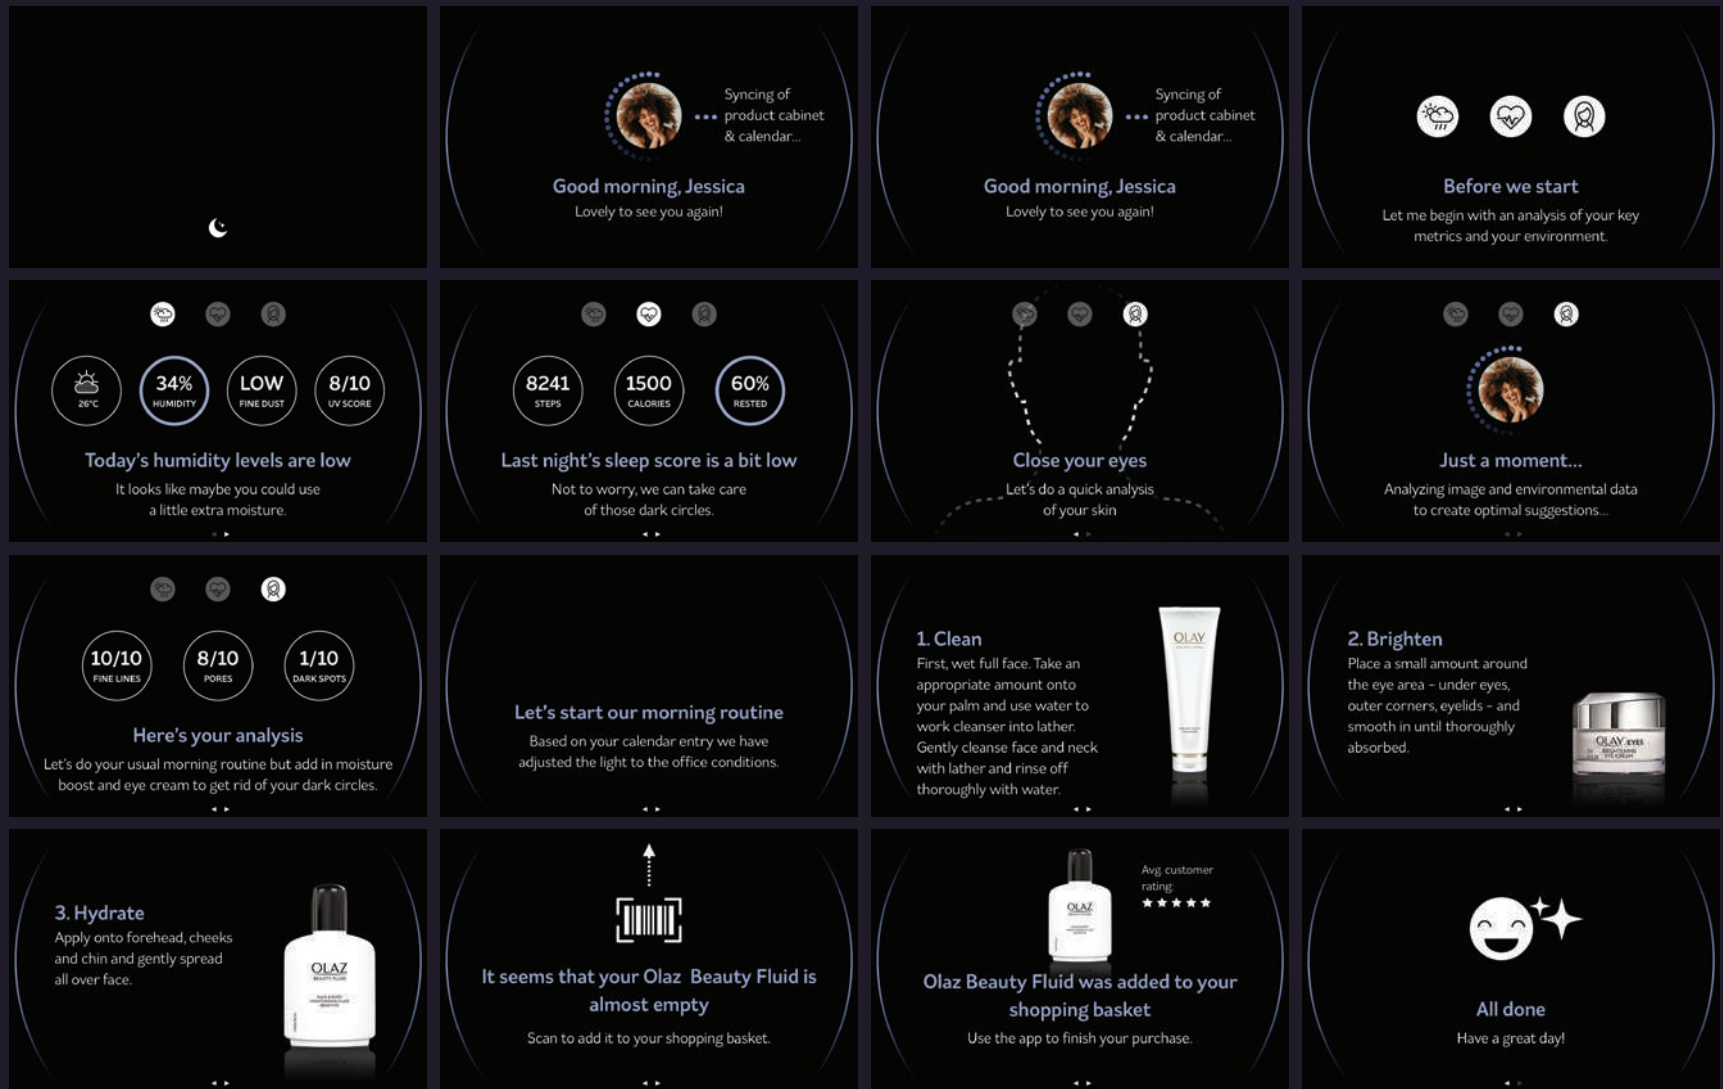 Syncing of
product cabinet
& calendar...
Good morning, Jessica
Lovely to see you again!
Syncing of
product cabinet
& calendar...
Good morning, Jessica
Lovely to see you again!
Before we start
Let me begin with an analysis of your key
metrics and your environment.
26°C
34%
HUMIDITY
LOW
FINE DUST
8/10
UV SCORE
Today's humidity levels are low
It looks like maybe you could use
a little extra moisture.
8241
STEPS
1500
CALORIES
60%
RESTED
Last night's sleep score is a bit low
Not to worry, we can take care
of those dark circles.
Close your eyes
Let's do a quick analysis
of your skin
Just a moment...
Analyzing image and environmental data
to create optimal suggestions...
10/10
FINE LINES
8/10
PORES
1/10
DARK SPOTS
Here's your analysis
Let's do your usual morning routine but add in moisture
boost and eye cream to get rid of your dark circles.
Let's start our morning routine
Based on your calendar entry we have
adjusted the light to the office conditions.
1. Clean
First, wet full face. Take an
appropriate amount onto
your palm and use water to
work cleanser into lather.
Gently cleanse face and neck
with lather and rinse off
thoroughly with water.
OLAY
2. Brighten
Place a small amount around
the eye area – under eyes,
outer corners, eyelids – and
smooth in until thoroughly
absorbed.
OLAY EYES
BRIGHTENING
EYE CREAM
3. Hydrate
Apply onto forehead, cheeks
and chin and gently spread
all over face.
OLAZ
BEAUTY FLUID
It seems that your Olaz Beauty Fluid is
almost empty
Scan to add it to your shopping basket.
OLAZ
Avg. customer
rating:
Olaz Beauty Fluid was added to your
shopping basket
Use the app to finish your purchase.
All done
Have a great day!